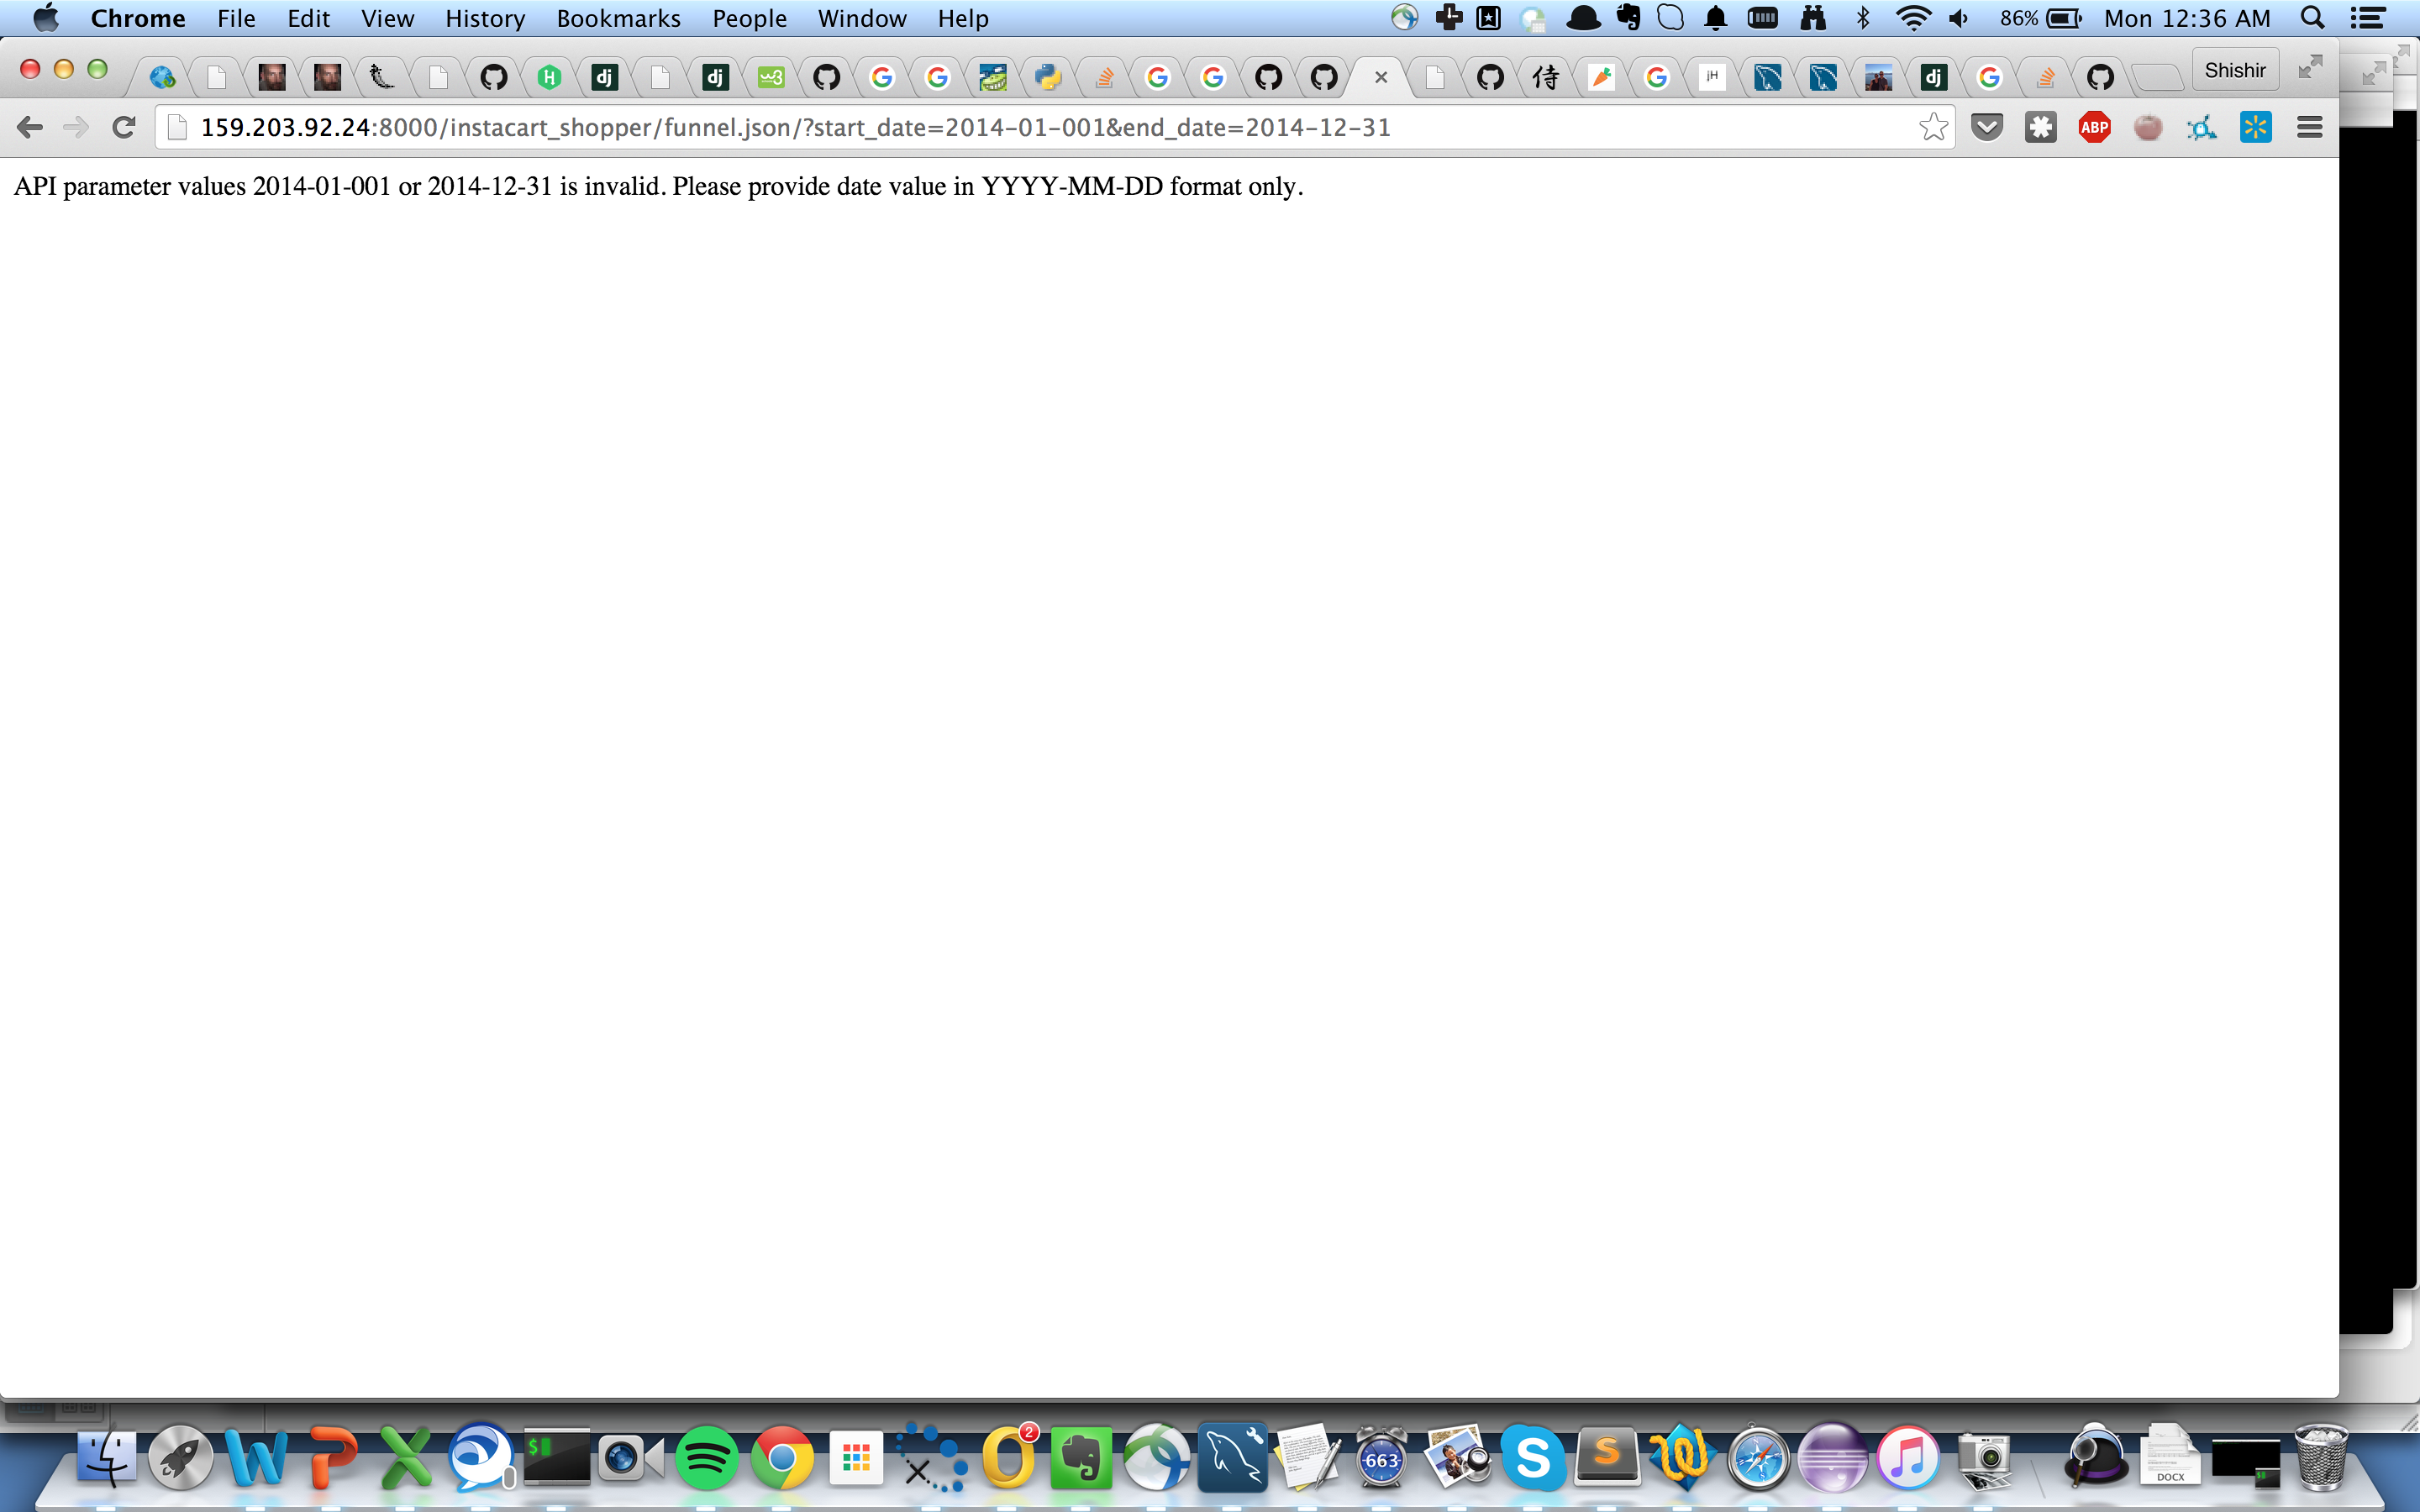 Chrome File Edit View History Bookmarks People Window Help 86% Mon 12:36 AM
Shishir
159.203.92.24:8000/instacart_shopper/funnel.json/?start_date=2014-01-001&end_date=2014-12-31
ABP
API parameter values 2014-01-001 or 2014-12-31 is invalid. Please provide date value in YYYY-MM-DD format only.
2
-663
DOCX